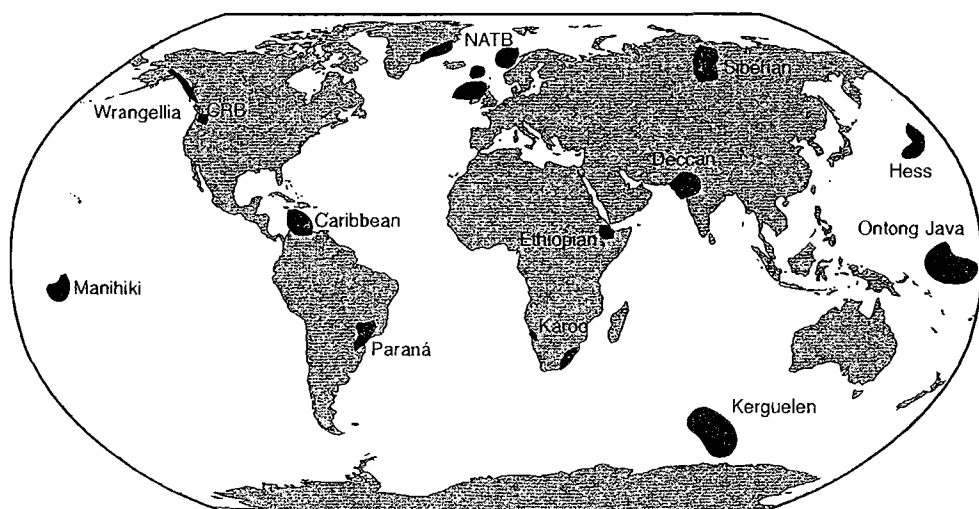 NATB
Siberian
Wrangellia
CRB
Hess
Deccan
Caribbean
Ethiopian
Ontong Java
Manihiki
Karoo
Paraná
Kerguelen